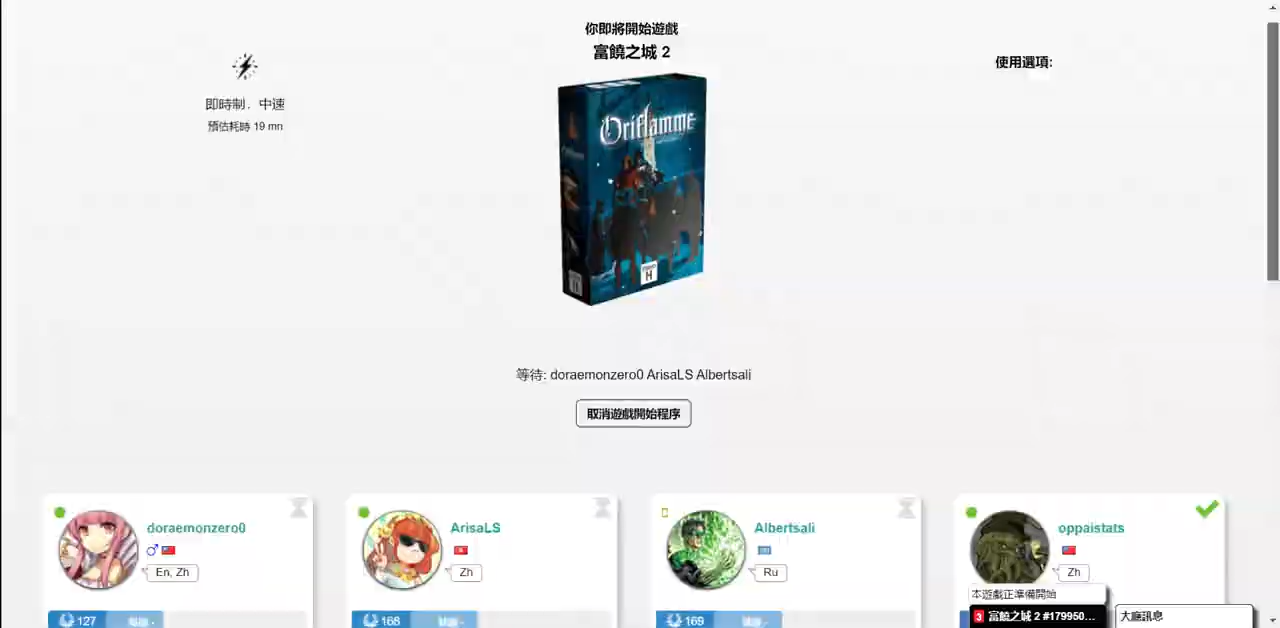 你即將開始遊戲
富饒之城 2
使用選項:
即時制．中速
預估耗時 19 mn
Oriflamme
Oriflamme
H
等待: doraemonzero0 ArisaLS Albertsali
取消遊戲開始程序
doraemonzero0
En, Zh
ArisaLS
Zh
Albertsali
Ru
oppaistats
Zh
127
168
169
本遊戲正準備開始
3 富饒之城 2 #179950...
大廳訊息